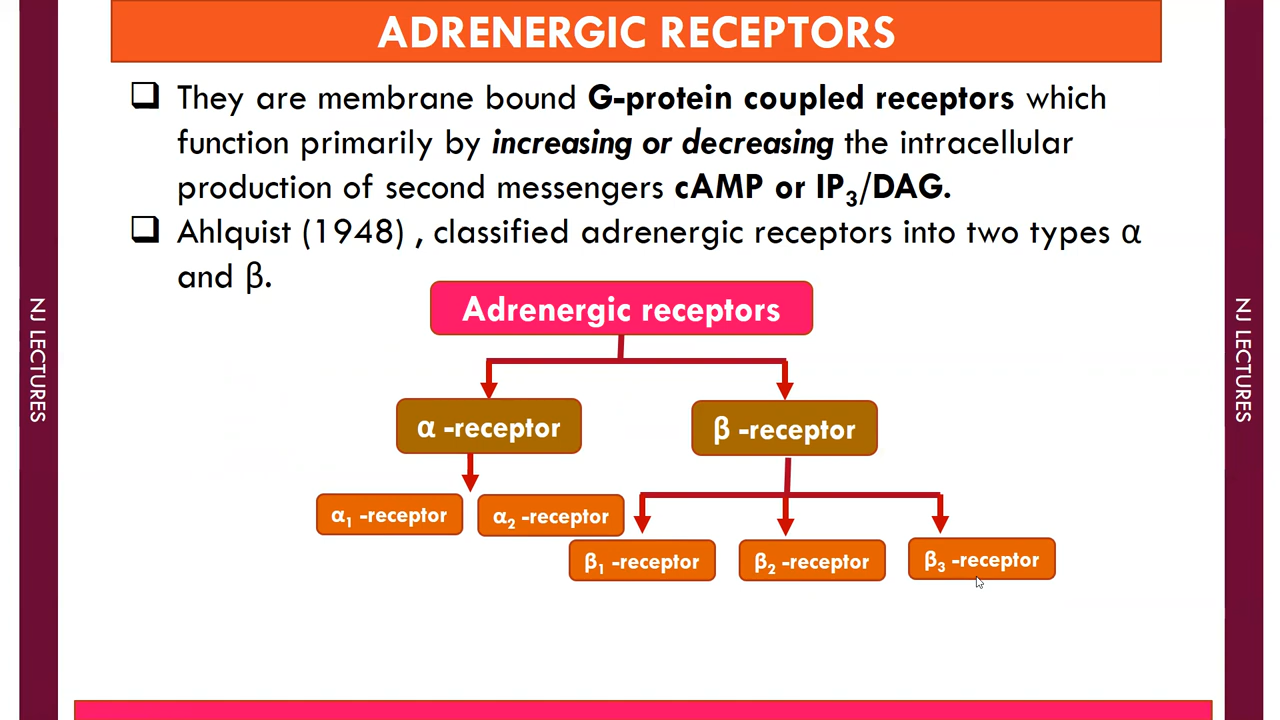 ADRENERGIC RECEPTORS
❑ They are membrane bound G-protein coupled receptors which
function primarily by increasing or decreasing the intracellular
production of second messengers cAMP or IP₃/DAG.
❑ Ahlquist (1948) , classified adrenergic receptors into two types α
and β.
Adrenergic receptors
α -receptor
β -receptor
α₁ -receptor
α₂ -receptor
β₁ -receptor
β₂ -receptor
β₃ -receptor
NJ LECTURES
NJ LECTURES